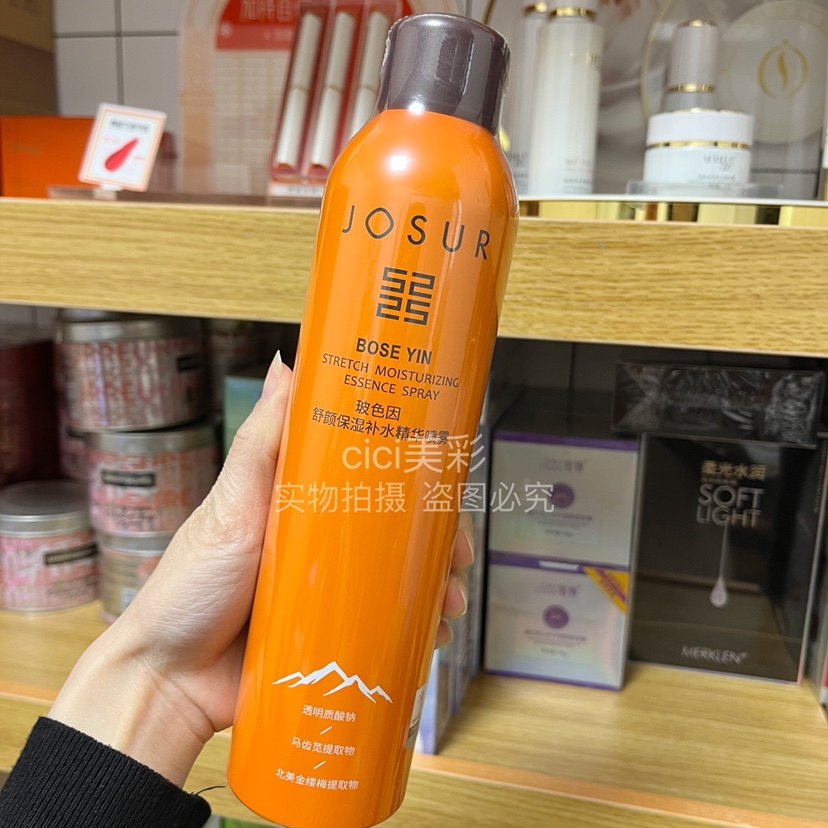 JOSUR
BOSE YIN
STRETCH MOISTURIZING
ESSENCE SPRAY
玻色因
舒颜保湿补水精华喷雾
cici美彩
实物拍摄 盗图必究
透明质酸钠
马齿苋提取物
北美金缕梅提取物
柔光水润
SOFT
LIGHT
MERKLEN